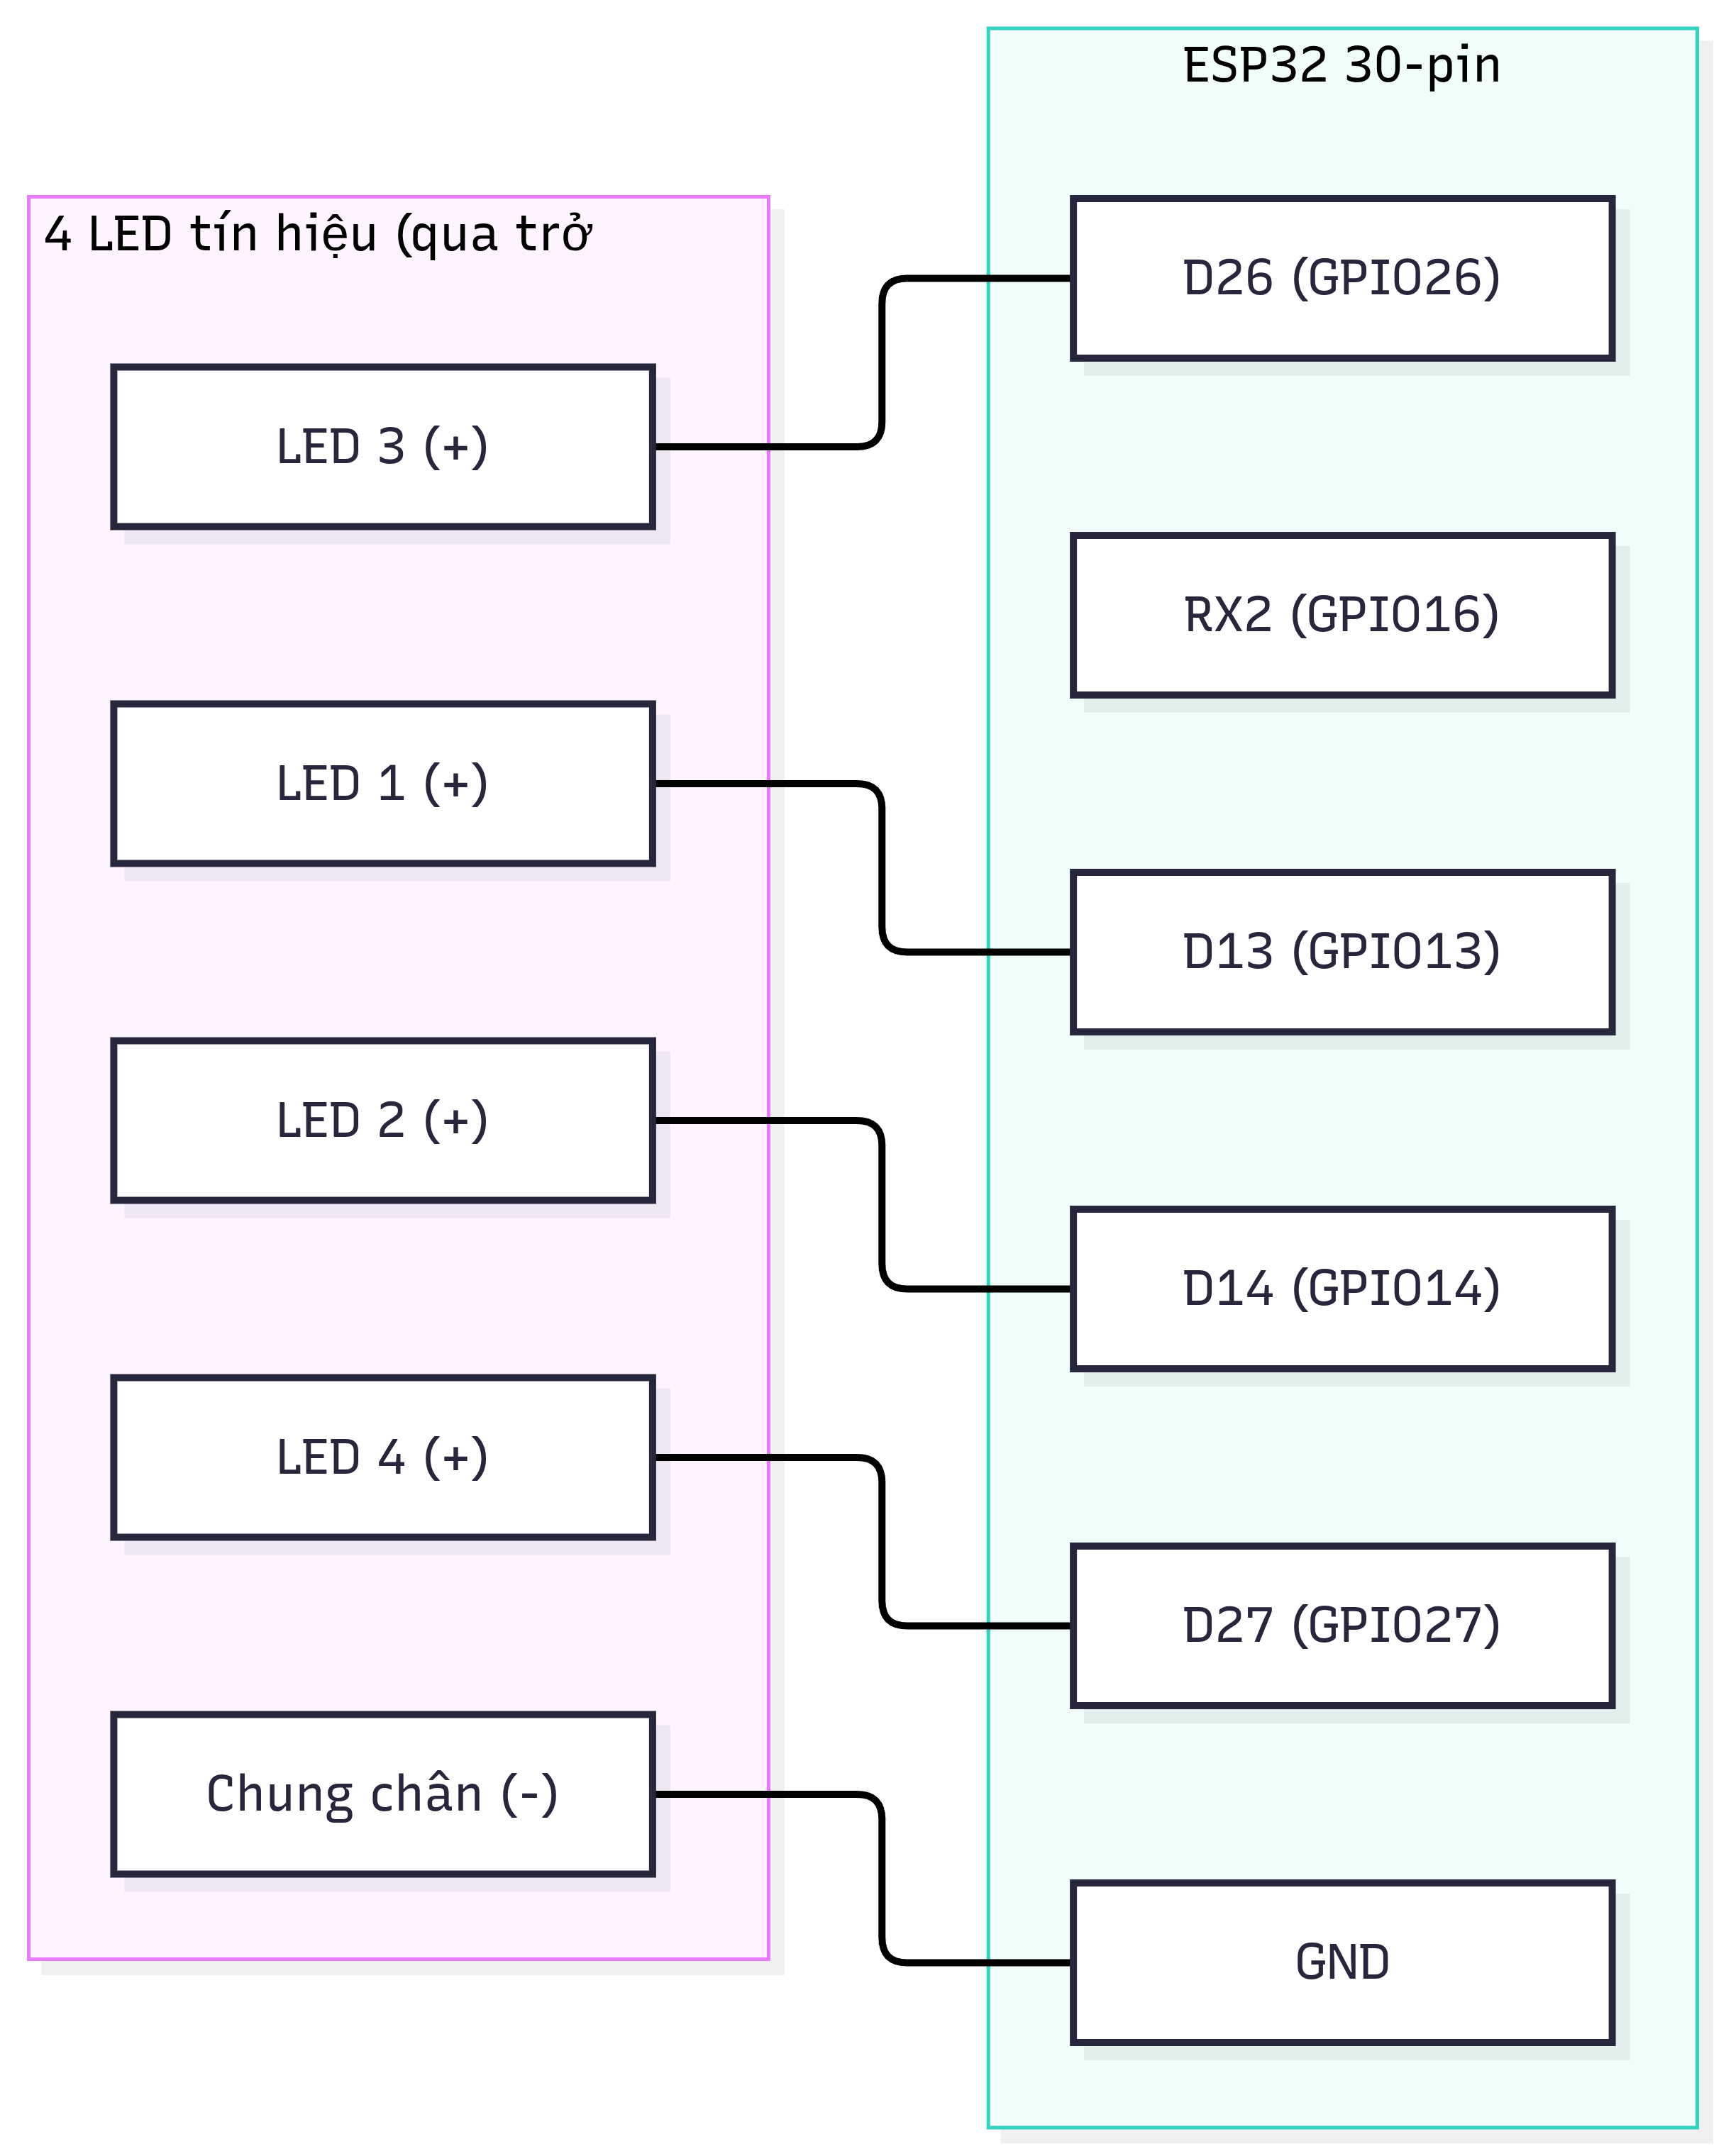 4 LED tín hiệu (qua trở
LED 3 (+)
LED 1 (+)
LED 2 (+)
LED 4 (+)
Chung chân (-)
ESP32 30-pin
D26 (GPIO26)
RX2 (GPIO16)
D13 (GPIO13)
D14 (GPIO14)
D27 (GPIO27)
GND